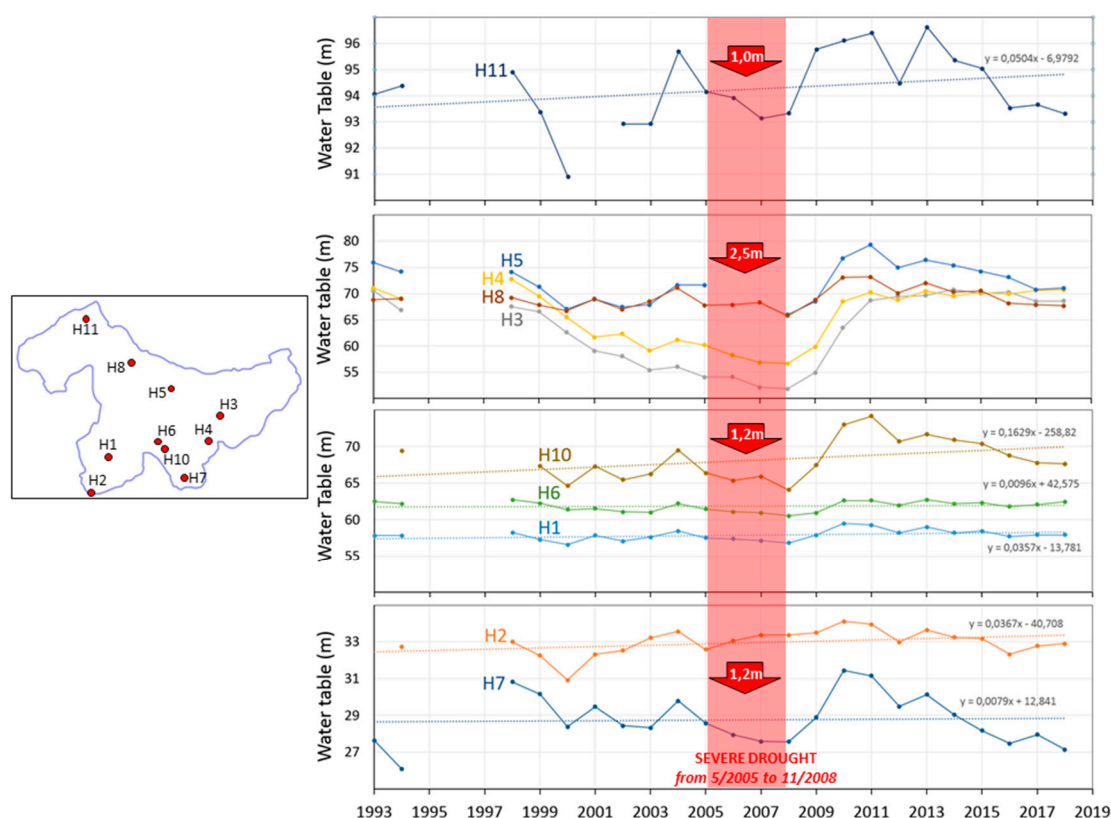 H11
H8
H5
H3
H6
H4
H1
H10
H7
H2
Water Table (m)
96
95
94
93
92
91
H11
1,0m
y = 0,0504x - 6,9792
Water table (m)
80
75
70
65
60
55
H5
H4
H8
H3
2,5m
Water Table (m)
70
65
60
55
H10
H6
H1
1,2m
y = 0,1629x - 258,82
y = 0,0096x + 42,575
y = 0,0357x - 13,781
Water table (m)
33
31
29
27
H2
H7
1,2m
y = 0,0367x - 40,708
y = 0,0079x + 12,841
SEVERE DROUGHT
from 5/2005 to 11/2008
1993 1995 1997 1999 2001 2003 2005 2007 2009 2011 2013 2015 2017 2019